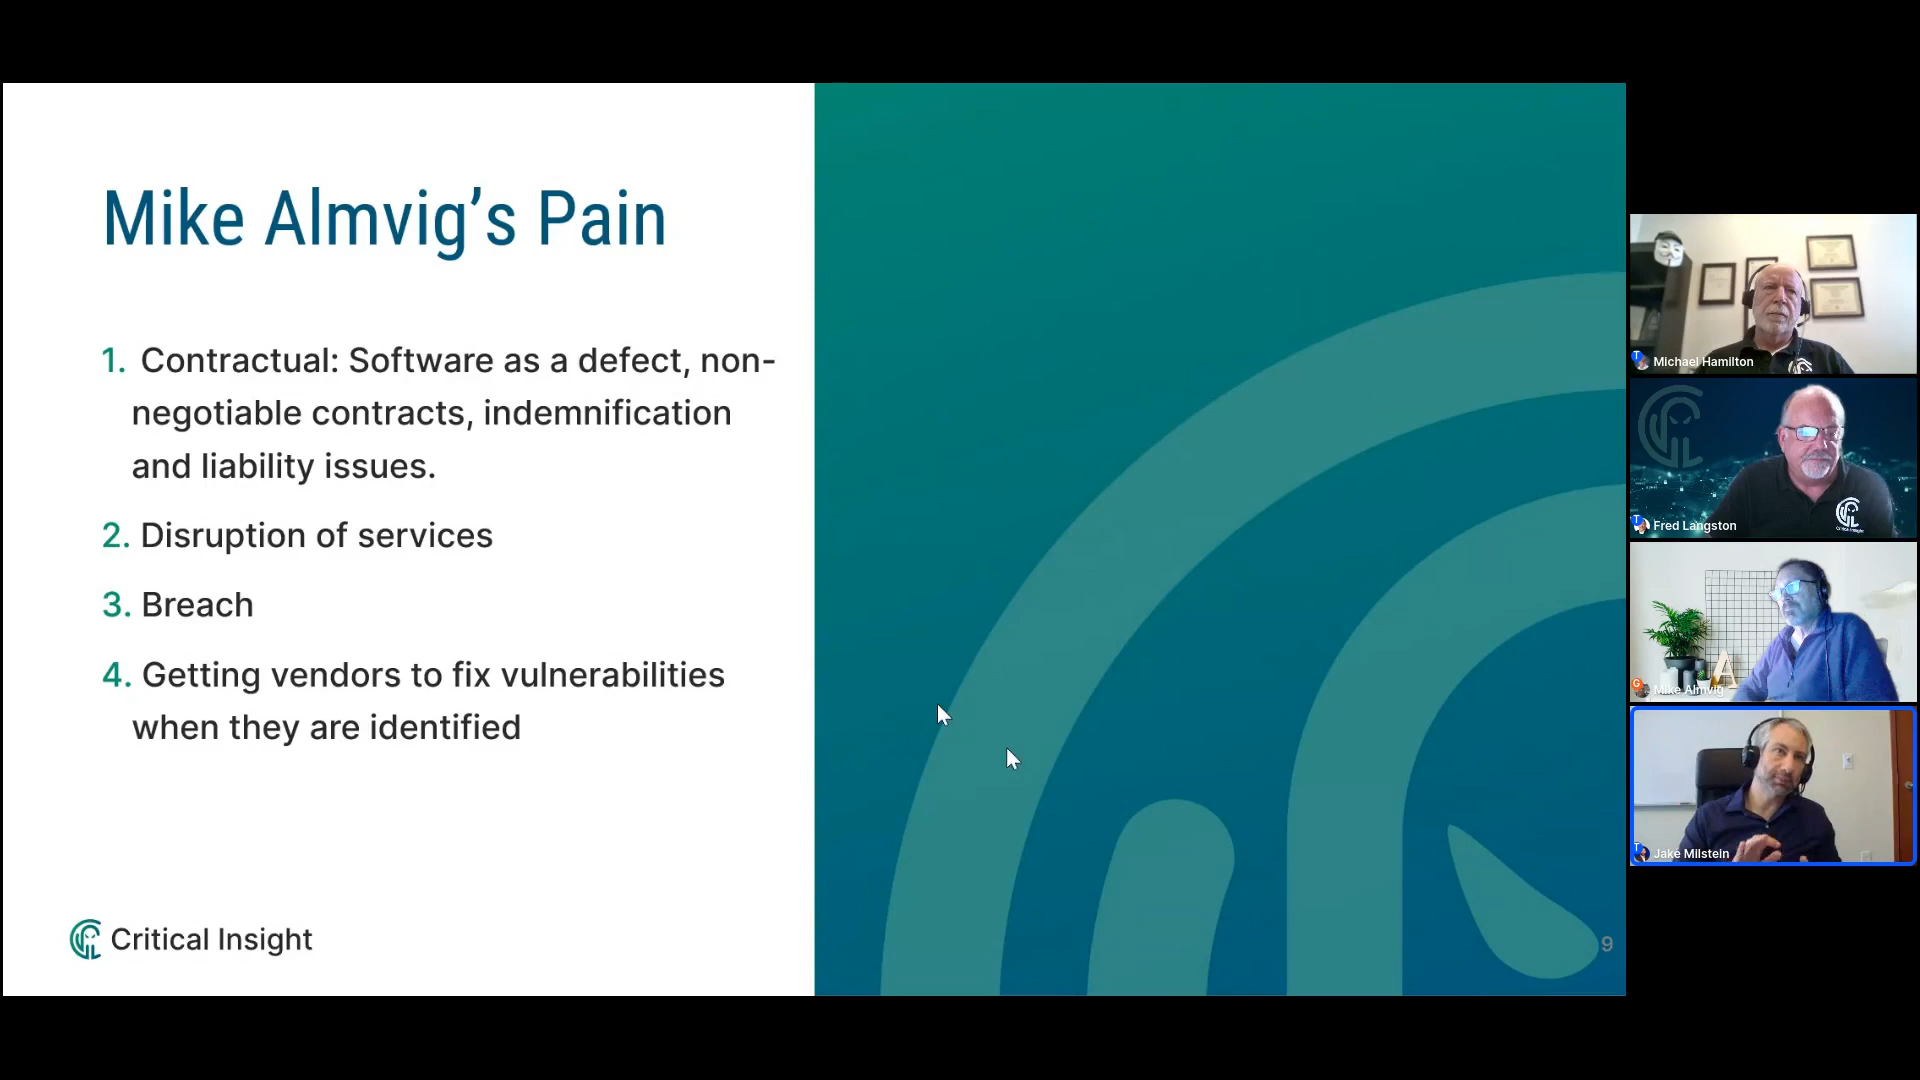 Mike Almvig’s Pain
1. Contractual: Software as a defect, non-
negotiable contracts, indemnification
and liability issues.
2. Disruption of services
3. Breach
4. Getting vendors to fix vulnerabilities
when they are identified
Critical Insight
9
Michael Hamilton
Fred Langston
Mike Almvig
Jake Milstein